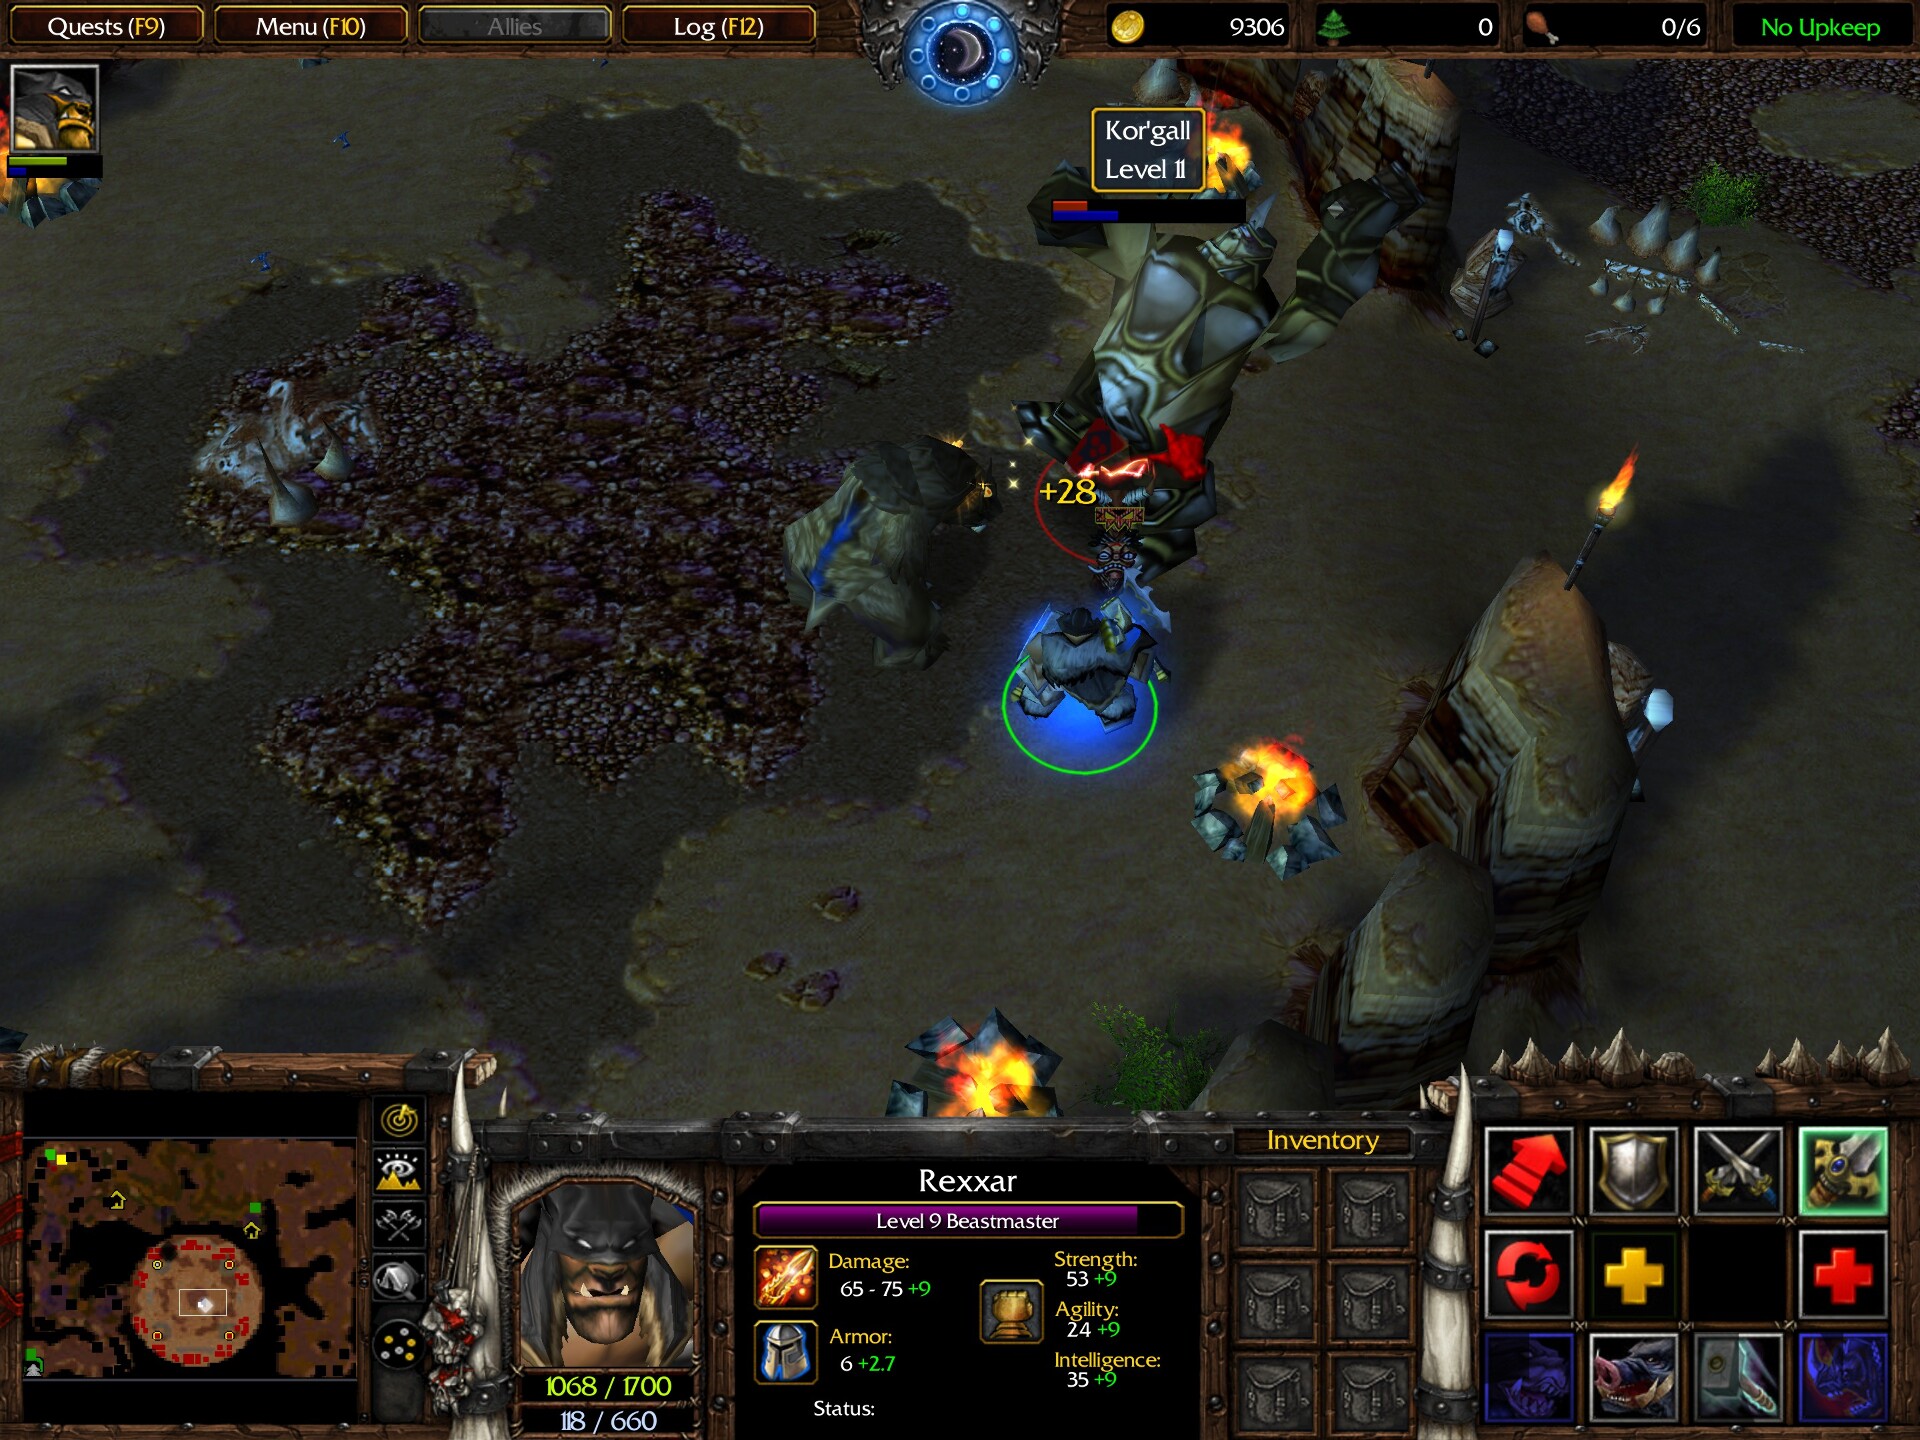 Quests (F9)
Menu (F10)
Allies
Log (F12)
9306
0
0/6
No Upkeep
Kor'gall
Level 11
+28
Inventory
Rexxar
Level 9 Beastmaster
Damage:
65 - 75 +9
Armor:
6 +2.7
Strength:
53 +9
Agility:
24 +9
Intelligence:
35 +9
Status:
1068 / 1700
118 / 660